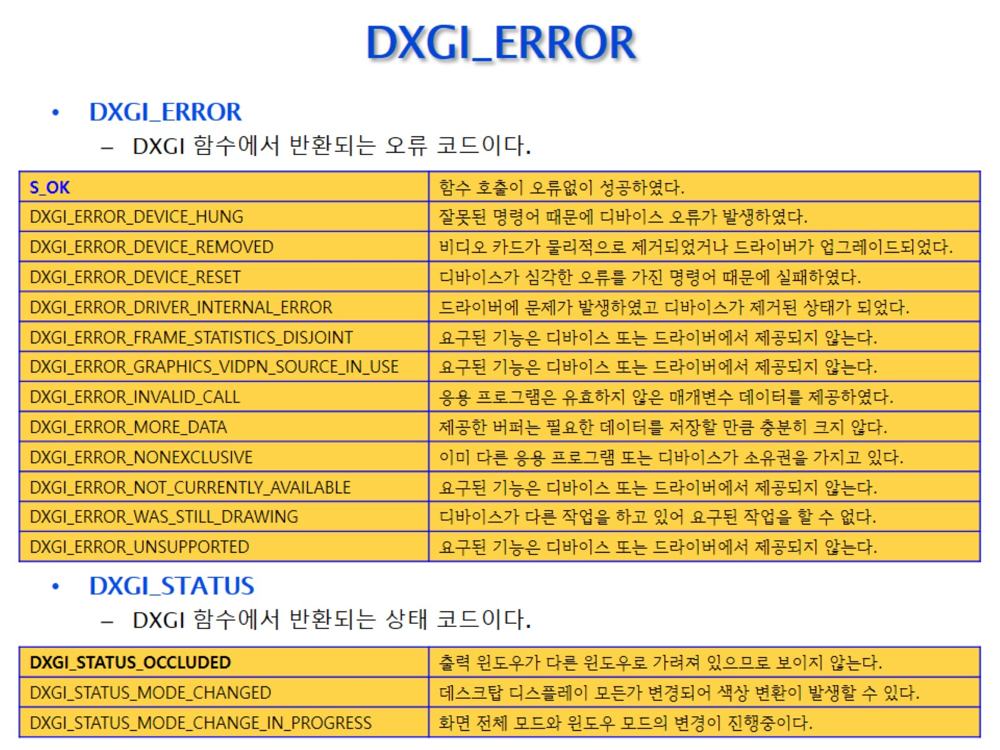 DXGI_ERROR
• DXGI_ERROR
– DXGI 함수에서 반환되는 오류 코드이다.
S_OK 함수 호출이 오류없이 성공하였다.
DXGI_ERROR_DEVICE_HUNG 잘못된 명령어 때문에 디바이스 오류가 발생하였다.
DXGI_ERROR_DEVICE_REMOVED 비디오 카드가 물리적으로 제거되었거나 드라이버가 업그레이드되었다.
DXGI_ERROR_DEVICE_RESET 디바이스가 심각한 오류를 가진 명령어 때문에 실패하였다.
DXGI_ERROR_DRIVER_INTERNAL_ERROR 드라이버에 문제가 발생하였고 디바이스가 제거된 상태가 되었다.
DXGI_ERROR_FRAME_STATISTICS_DISJOINT 요구된 기능은 디바이스 또는 드라이버에서 제공되지 않는다.
DXGI_ERROR_GRAPHICS_VIDPN_SOURCE_IN_USE 요구된 기능은 디바이스 또는 드라이버에서 제공되지 않는다.
DXGI_ERROR_INVALID_CALL 응용 프로그램은 유효하지 않은 매개변수 데이터를 제공하였다.
DXGI_ERROR_MORE_DATA 제공한 버퍼는 필요한 데이터를 저장할 만큼 충분히 크지 않다.
DXGI_ERROR_NONEXCLUSIVE 이미 다른 응용 프로그램 또는 디바이스가 소유권을 가지고 있다.
DXGI_ERROR_NOT_CURRENTLY_AVAILABLE 요구된 기능은 디바이스 또는 드라이버에서 제공되지 않는다.
DXGI_ERROR_WAS_STILL_DRAWING 디바이스가 다른 작업을 하고 있어 요구된 작업을 할 수 없다.
DXGI_ERROR_UNSUPPORTED 요구된 기능은 디바이스 또는 드라이버에서 제공되지 않는다.
• DXGI_STATUS
– DXGI 함수에서 반환되는 상태 코드이다.
DXGI_STATUS_OCCLUDED 출력 윈도우가 다른 윈도우로 가려져 있으므로 보이지 않는다.
DXGI_STATUS_MODE_CHANGED 데스크탑 디스플레이 모든가 변경되어 색상 변환이 발생할 수 있다.
DXGI_STATUS_MODE_CHANGE_IN_PROGRESS 화면 전체 모드와 윈도우 모드의 변경이 진행중이다.